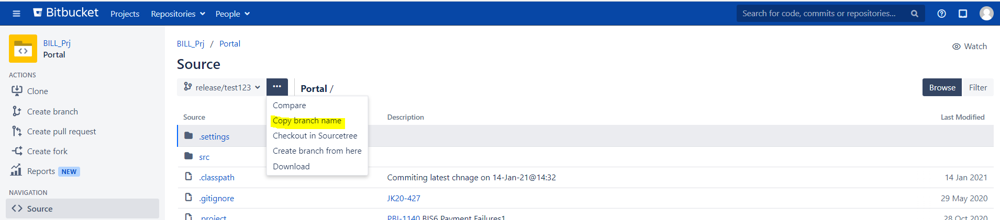 Bitbucket Projects Repositories People Search for code, commits or repositories...
BILL_Prj
Portal
ACTIONS
Clone
Create branch
Create pull request
Create fork
Reports NEW
NAVIGATION
Source
BILL_Prj / Portal
Watch
Source
release/test123 ... Portal / Browse Filter
Compare
Copy branch name
Checkout in Sourcetree
Create branch from here
Download
Source Description Last Modified
.settings
src
.classpath Commiting latest chnage on 14-Jan-21@14:32 14 Jan 2021
.gitignore JK20-427 29 May 2020
.project PBI-1140 BIS6 Payment Failures1 28 Oct 2020